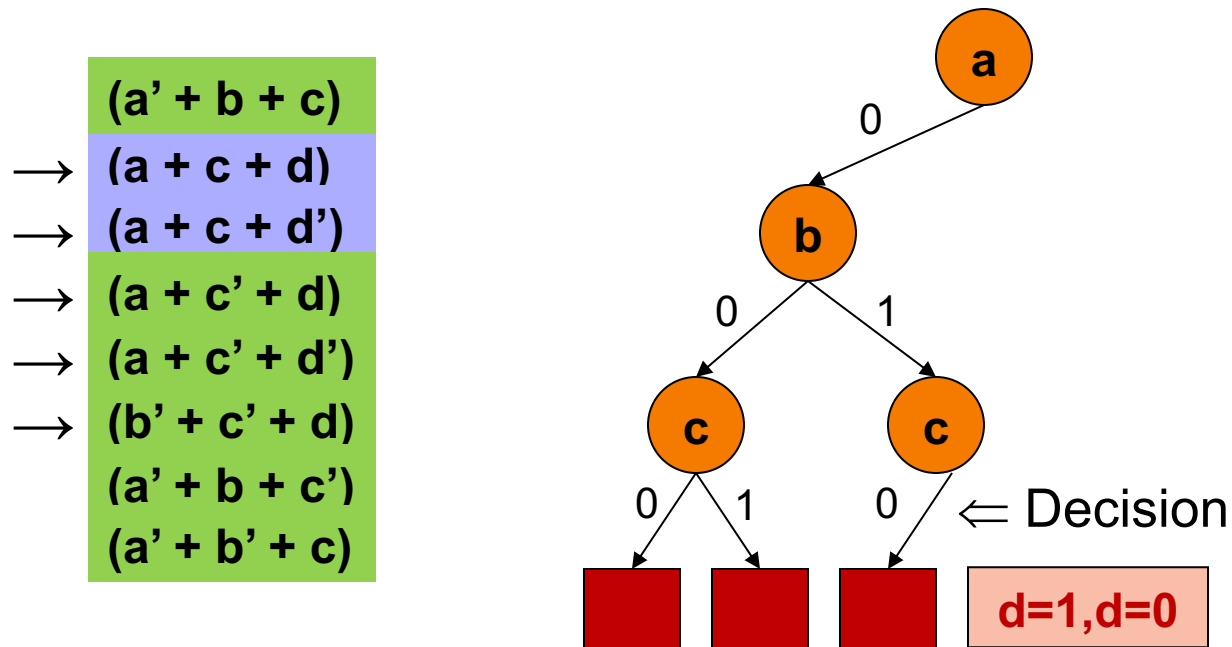 (a’ + b + c)
→ (a + c + d)
→ (a + c + d’)
→ (a + c’ + d)
→ (a + c’ + d’)
→ (b’ + c’ + d)
(a’ + b + c’)
(a’ + b’ + c)
a
0
b
0 1
c c
0 1 0 ⇐ Decision
d=1,d=0